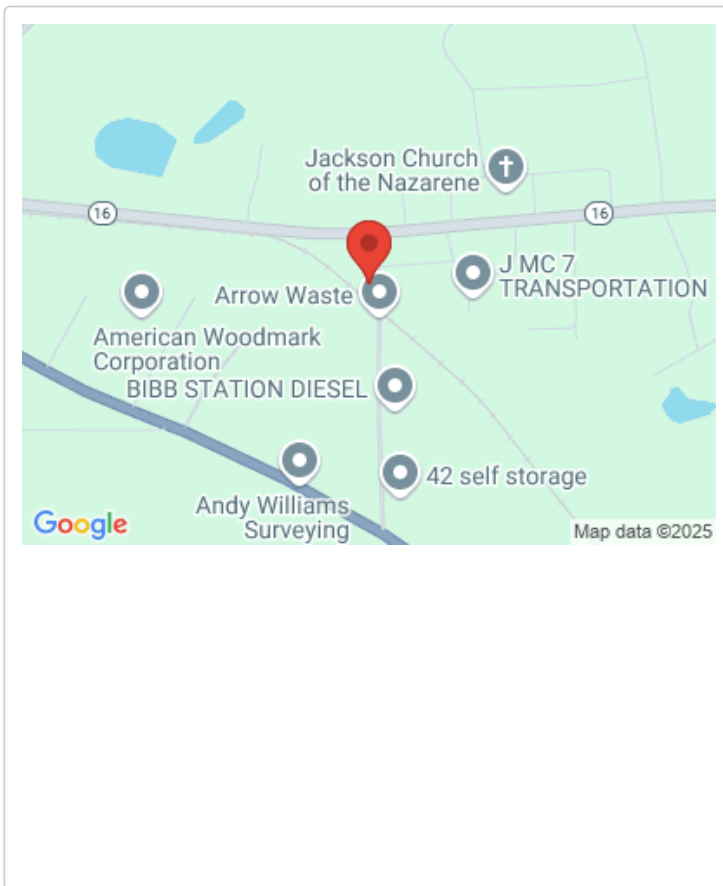 Jackson Church
of the Nazarene
16
16
J MC 7
TRANSPORTATION
Arrow Waste
American Woodmark
Corporation
BIBB STATION DIESEL
42 self storage
Andy Williams
Surveying
Google
Map data ©2025